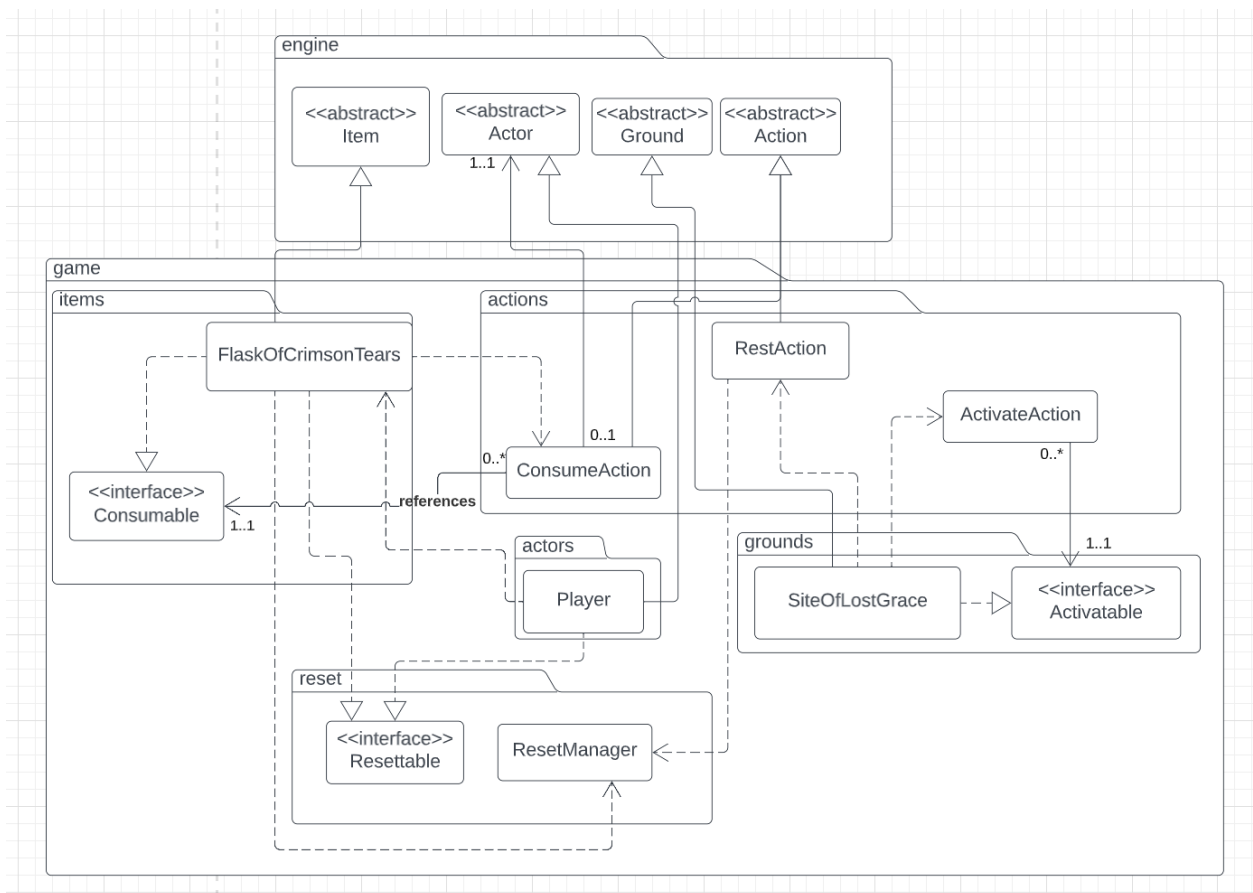 engine
<<abstract>>
Item
<<abstract>>
Actor
<<abstract>>
Ground
<<abstract>>
Action
1..1
game
items
actions
FlaskOfCrimsonTears
RestAction
ActivateAction
0..1
0..*
0..*
ConsumeAction
<<interface>>
Consumable
references
1..1
actors
grounds
1..1
Player
SiteOfLostGrace
<<interface>>
Activatable
reset
<<interface>>
Resettable
ResetManager